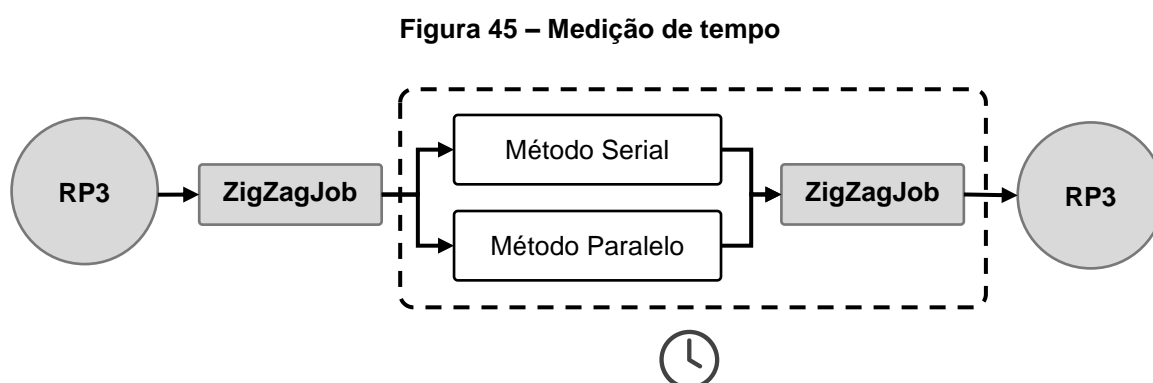 Figura 45 – Medição de tempo
RP3
ZigZagJob
Método Serial
Método Paralelo
ZigZagJob
RP3